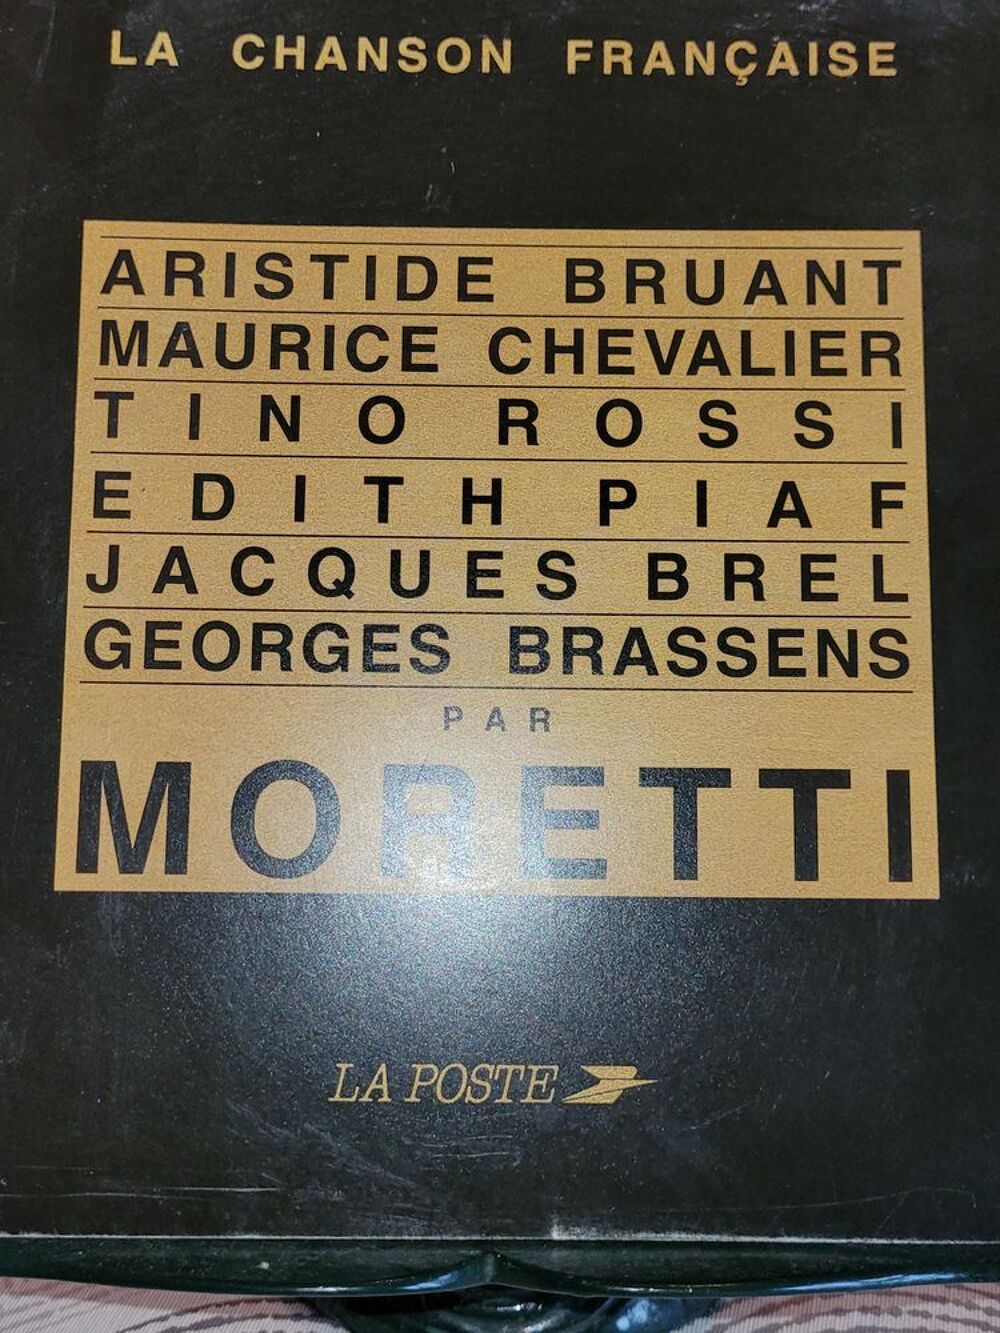 LA CHANSON FRANÇAISE
ARISTIDE BRUANT
MAURICE CHEVALIER
TINO ROSSI
EDITH PIAF
JACQUES BREL
GEORGES BRASSENS
PAR
MORETTI
LA POSTE